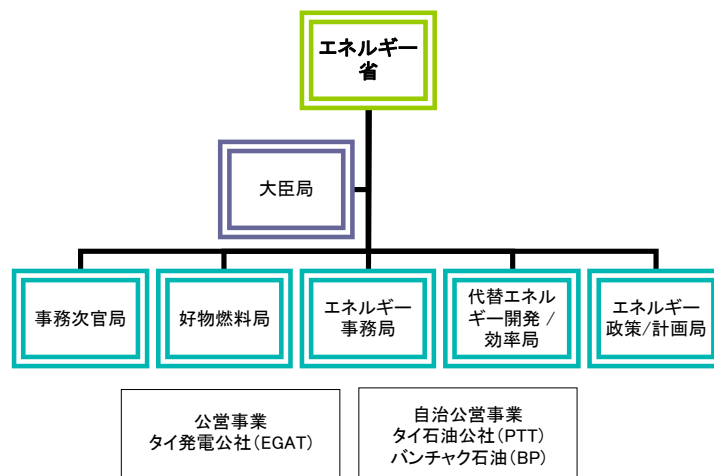 エネルギー
省
大臣局
事務次官局
好物燃料局
エネルギー
事務局
代替エネル
ギー開発 /
効率局
エネルギー
政策/計画局
公営事業
タイ発電公社(EGAT)
自治公営事業
タイ石油公社(PTT)
バンチャク石油(BP)